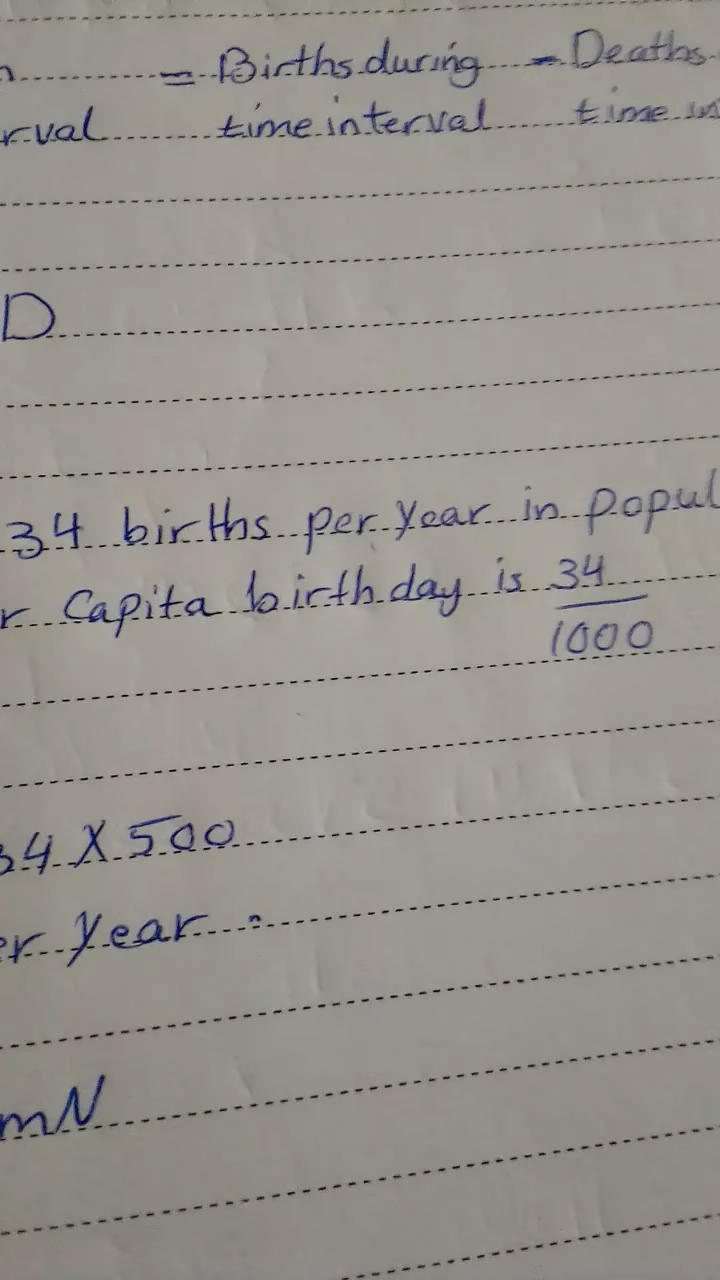 = Births during - Deaths
rval time interval time in
D
34 births per year in popul
r Capita birth day is 34
1000
34 X 500
er year =
mN